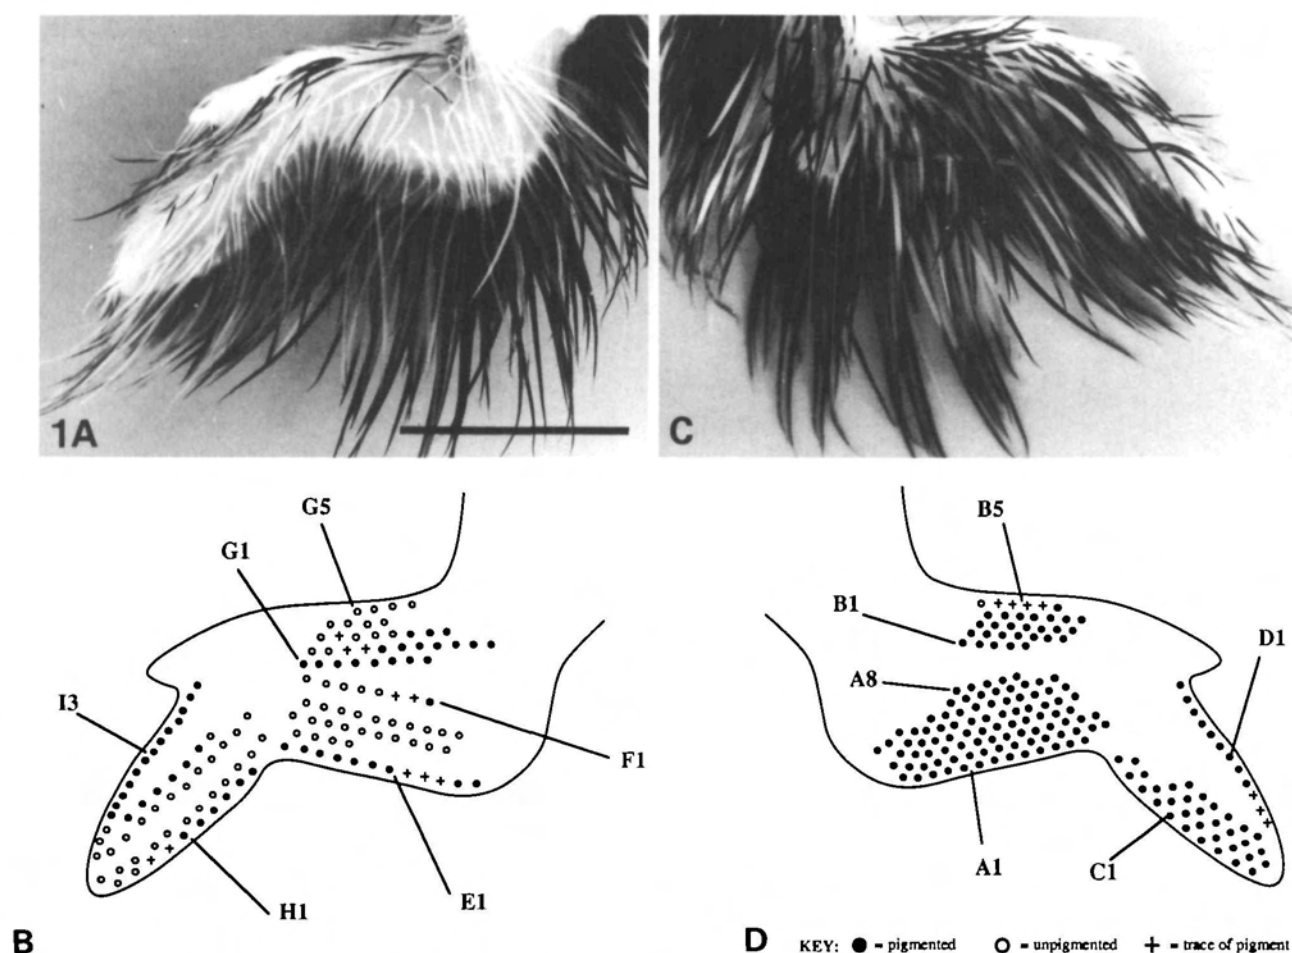 1A
C
G5
G1
I3
F1
E1
H1
B
B5
B1
D1
A8
A1
C1
D
KEY: ● - pigmented ○ - unpigmented + - trace of pigment